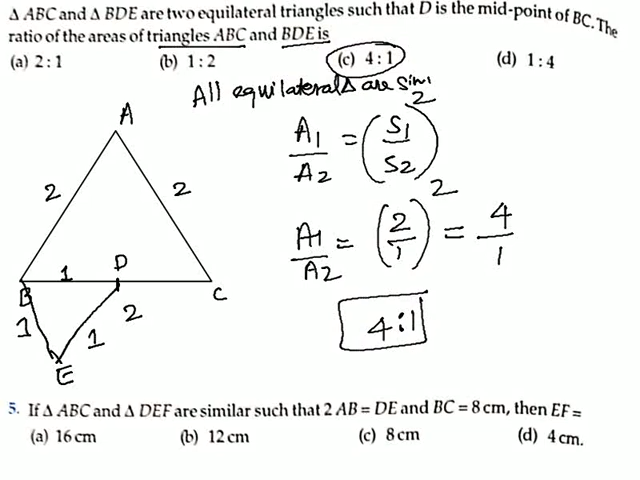 Δ ABC and Δ BDE are two equilateral triangles such that D is the mid-point of BC. The
ratio of the areas of triangles ABC and BDE is
(a) 2 : 1 (b) 1 : 2 (c) 4 : 1 (d) 1 : 4
All equilateral Δ are sim
A
2 2
B 1 D C
1 1 2
E
A1/A2 = (S1/S2)²
A1/A2 = (2/1)² = 4/1
4:1
5. If Δ ABC and Δ DEF are similar such that 2 AB = DE and BC = 8 cm, then EF =
(a) 16 cm (b) 12 cm (c) 8 cm (d) 4 cm.